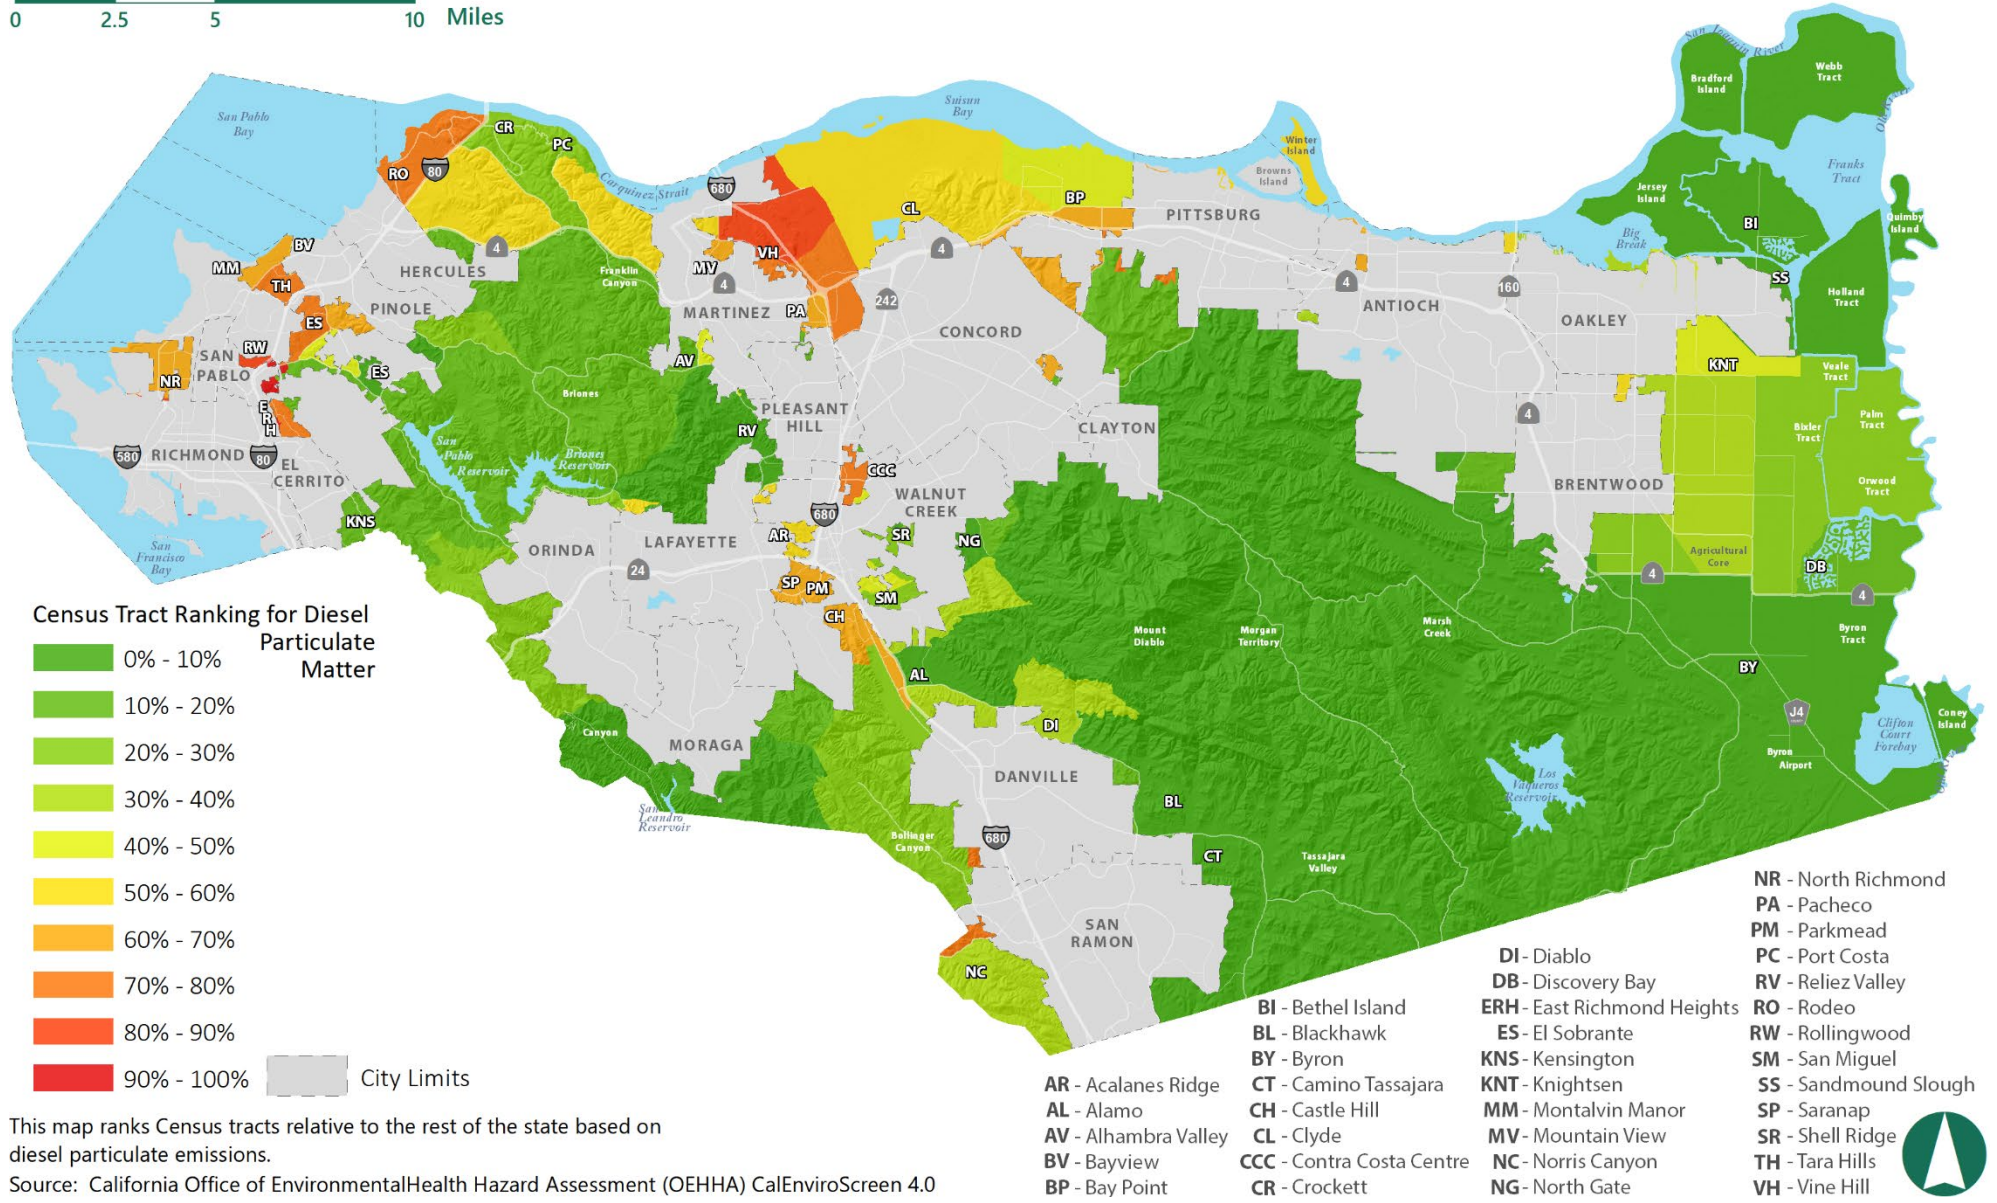 0 2.5 5 10 Miles
San Joaquin River
Webb
Tract
Bradford
Island
Old River
San Pablo
Bay
Suisun
Bay
CR
PC
RO
80
Carquinez Strait
680
Winter
Island
Browns
Island
Franks
Tract
Jersey
Island
BP
CL
PITTSBURG
BI
Quimby
Island
Big
Break
BV
MM
TH
HERCULES
4
Franklin
Canyon
MV
VH
4
4
242
4
ANTIOCH
160
OAKLEY
SS
Holland
Tract
ES
PINOLE
MARTINEZ
PA
CONCORD
RW
SAN
PABLO
NR
ES
AV
KNT
Veale
Tract
Briones
E
R
H
PLEASANT
HILL
RV
CLAYTON
4
Bixler
Tract
Palm
Tract
580
RICHMOND
80
EL
CERRITO
San
Pablo
Reservoir
Briones
Reservoir
CCC
WALNUT
CREEK
BRENTWOOD
Orwood
Tract
KNS
680
San
Francisco
Bay
ORINDA
LAFAYETTE
AR
SR
NG
24
Agricultural
Core
4
DB
4
SP
PM
SM
CH
Mount
Diablo
Morgan
Territory
Marsh
Creek
Byron
Tract
AL
BY
Canyon
MORAGA
DI
J4
Clifton
Court
Forebay
Coney
Island
Byron
Airport
DANVILLE
BL
Los
Vaqueros
Reservoir
San
Leandro
Reservoir
Bollinger
Canyon
680
CT
Tassajara
Valley
SAN
RAMON
NC
Census Tract Ranking for Diesel
Particulate
Matter
0% - 10%
10% - 20%
20% - 30%
30% - 40%
40% - 50%
50% - 60%
60% - 70%
70% - 80%
80% - 90%
90% - 100%
City Limits
This map ranks Census tracts relative to the rest of the state based on
diesel particulate emissions.
Source: California Office of EnvironmentalHealth Hazard Assessment (OEHHA) CalEnviroScreen 4.0
AR - Acalanes Ridge
AL - Alamo
AV - Alhambra Valley
BV - Bayview
BP - Bay Point
BI - Bethel Island
BL - Blackhawk
BY - Byron
CT - Camino Tassajara
CH - Castle Hill
CL - Clyde
CCC - Contra Costa Centre
CR - Crockett
DI - Diablo
DB - Discovery Bay
ERH - East Richmond Heights
ES - El Sobrante
KNS - Kensington
KNT - Knightsen
MM - Montalvin Manor
MV - Mountain View
NC - Norris Canyon
NG - North Gate
NR - North Richmond
PA - Pacheco
PM - Parkmead
PC - Port Costa
RV - Reliez Valley
RO - Rodeo
RW - Rollingwood
SM - San Miguel
SS - Sandmound Slough
SP - Saranap
SR - Shell Ridge
TH - Tara Hills
VH - Vine Hill